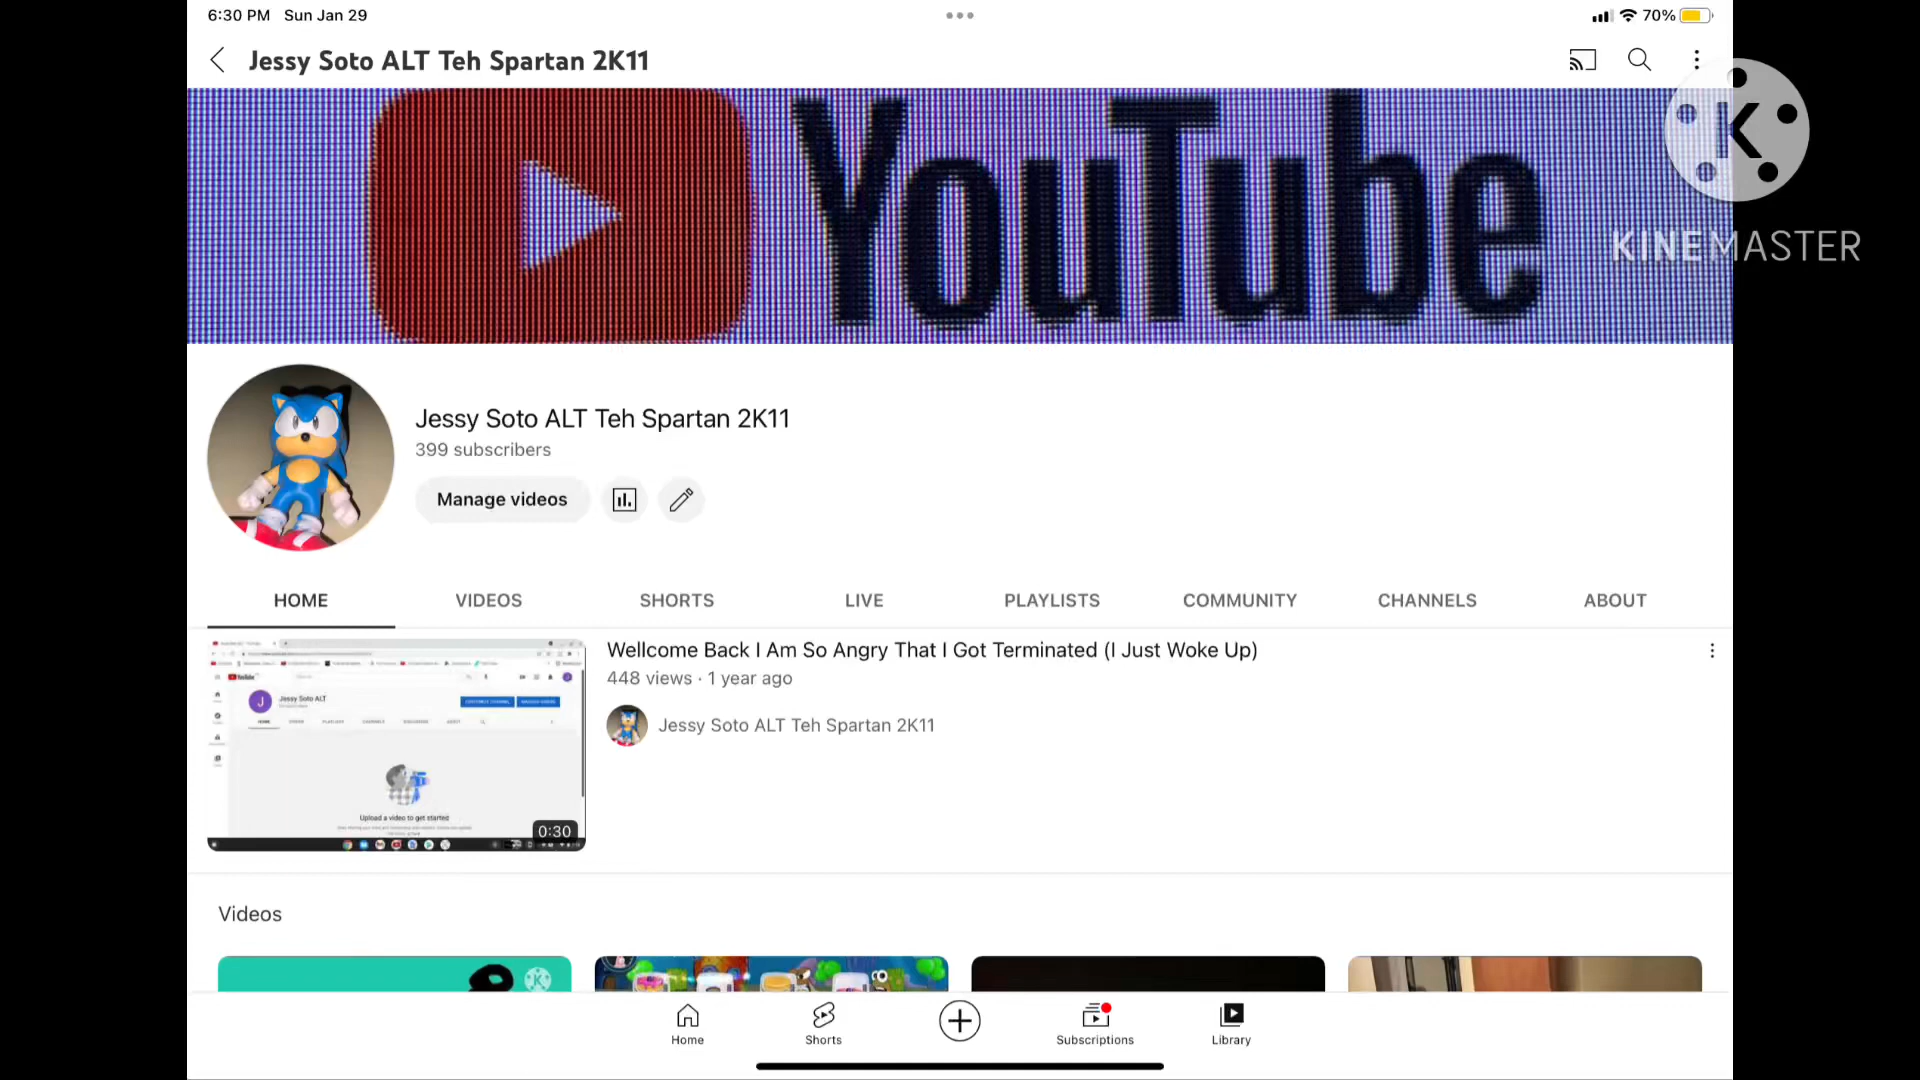 6:30 PM Sun Jan 29
70%
Jessy Soto ALT Teh Spartan 2K11
YouTube
K
KINEMASTER
Jessy Soto ALT Teh Spartan 2K11
399 subscribers
Manage videos
HOME VIDEOS SHORTS LIVE PLAYLISTS COMMUNITY CHANNELS ABOUT
YouTube
J
Jessy Soto ALT
Upload a video to get started
0:30
Wellcome Back I Am So Angry That I Got Terminated (I Just Woke Up)
448 views · 1 year ago
Jessy Soto ALT Teh Spartan 2K11
Videos
K
Home Shorts Subscriptions Library